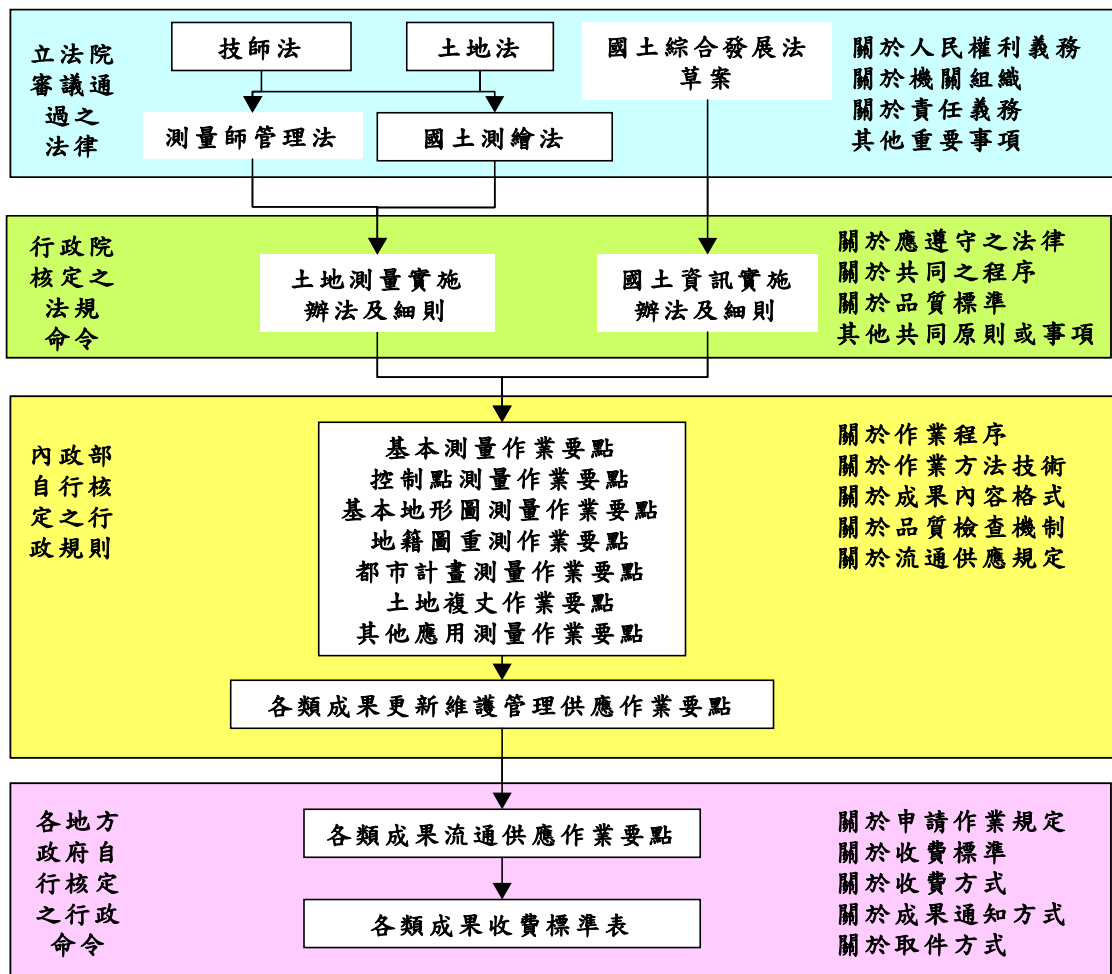 立法院
審議通
過之
法律
技師法
土地法
國土綜合發展法
草案
測量師管理法
國土測繪法
關於人民權利義務
關於機關組織
關於責任義務
其他重要事項
行政院
核定之
法規
命令
土地測量實施
辦法及細則
國土資訊實施
辦法及細則
關於應遵守之法律
關於共同之程序
關於品質標準
其他共同原則或事項
內政部
自行核
定之行
政規則
基本測量作業要點
控制點測量作業要點
基本地形圖測量作業要點
地籍圖重測作業要點
都市計畫測量作業要點
土地複丈作業要點
其他應用測量作業要點
各類成果更新維護管理供應作業要點
關於作業程序
關於作業方法技術
關於成果內容格式
關於品質檢查機制
關於流通供應規定
各地方
政府自
行核定
之行政
命令
各類成果流通供應作業要點
各類成果收費標準表
關於申請作業規定
關於收費標準
關於收費方式
關於成果通知方式
關於取件方式